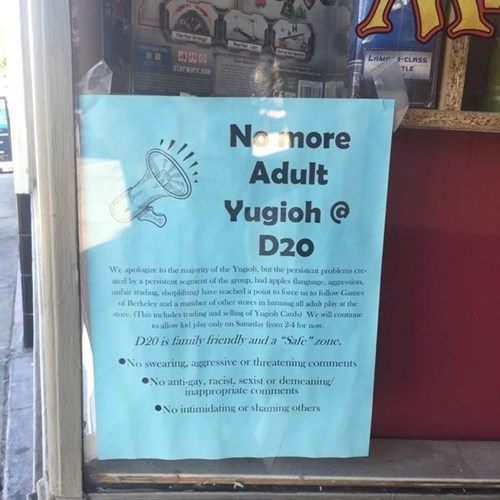 starwars.com
LAMBDA-CLASS
TLE
No more
Adult
Yugioh @
D20
We apologize to the majority of the Yugioh, but the persistent problems cre-
ated by a persistent segment of the group, bad apples (language, aggression,
unfair trading, shoplifting) have reached a point to force us to follow Games
of Berkeley and a number of other stores in banning all adult play at the
store. (This includes trading and selling of Yugioh Cards) We will continue
to allow kid play only on Saturday from 2-4 for now.
D20 is family friendly and a "Safe" zone.
●No swearing, aggressive or threatening comments
●No anti-gay, racist, sexist or demeaning/
inappropriate comments
●No intimidating or shaming others